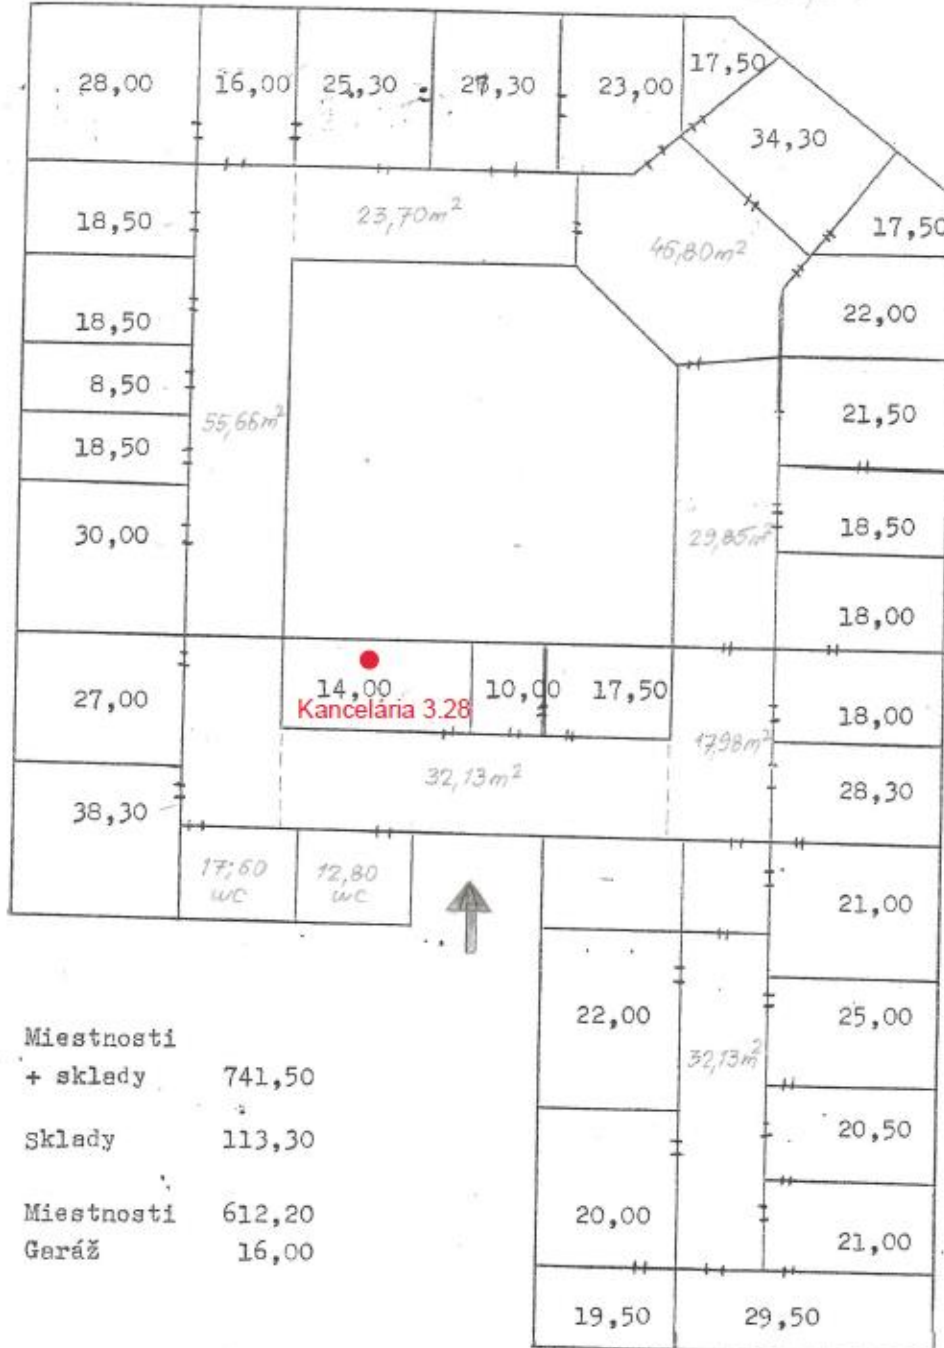 28,00 16,00 25,30 27,30 23,00 17,50
34,30
18,50 23,70m² 46,80m² 17,50
18,50 22,00
8,50
55,66m² 21,50
18,50
30,00 29,85m² 18,50
18,00
27,00 14,00 10,00 17,50
Kancelária 3.28
18,00
17,98m²
32,13m²
38,30 28,30
17,60 12,80
WC WC
21,00
22,00 25,00
32,13m²
20,50
20,00
21,00
19,50 29,50
Miestnosti
+ sklady 741,50
Sklady 113,30
Miestnosti 612,20
Garáž 16,00